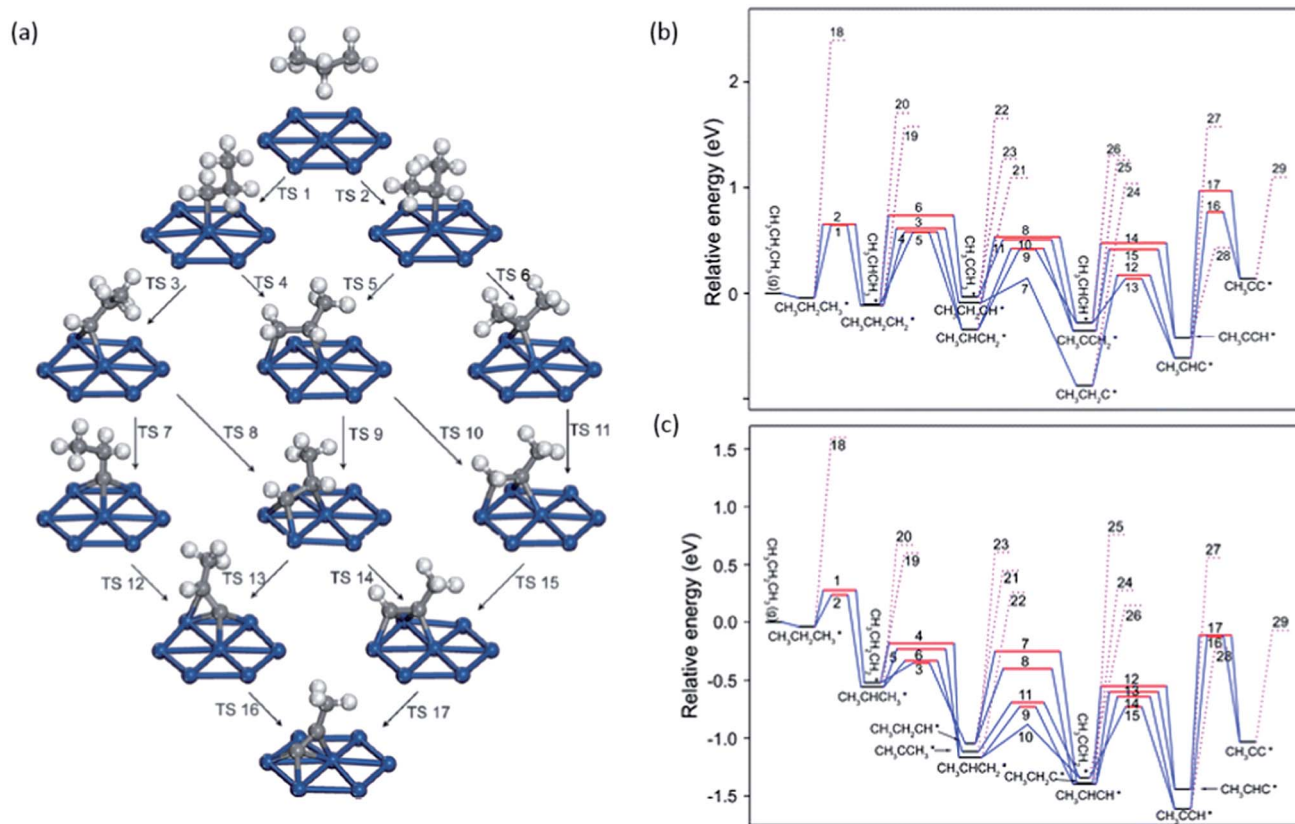 (a)
TS 1
TS 2
TS 3
TS 4
TS 5
TS 6
TS 7
TS 8
TS 9
TS 10
TS 11
TS 12
TS 13
TS 14
TS 15
TS 16
TS 17
(b)
Relative energy (eV)
2
1
0
CH₃CH₂CH₃ (g)
CH₃CH₂CH₃*
2
1
18
CH₃CHCH₃*
CH₃CH₂CH₂*
20
19
6
3
4
5
CH₃CCH₃*
CH₃CH₂CH*
CH₃CHCH₂*
22
23
21
8
11
10
9
7
CH₃CHCH*
CH₃CCH₂*
CH₃CH₂C*
26
25
24
14
15
12
13
CH₃CCH*
CH₃CHC*
27
17
16
28
CH₃CC*
29
(c)
Relative energy (eV)
1.5
1.0
0.5
0.0
-0.5
-1.0
-1.5
CH₃CH₂CH₃ (g)
CH₃CH₂CH₃*
18
1
2
CH₃CH₂CH₂*
CH₃CHCH₃*
20
19
4
5
6
3
CH₃CH₂CH*
CH₃CCH₃*
CH₃CHCH₂*
23
21
22
7
8
11
9
10
CH₃CCH₂*
CH₃CH₂C*
CH₃CHCH*
25
24
26
12
13
14
15
CH₃CHC*
CH₃CCH*
27
17
16
28
CH₃CC*
29